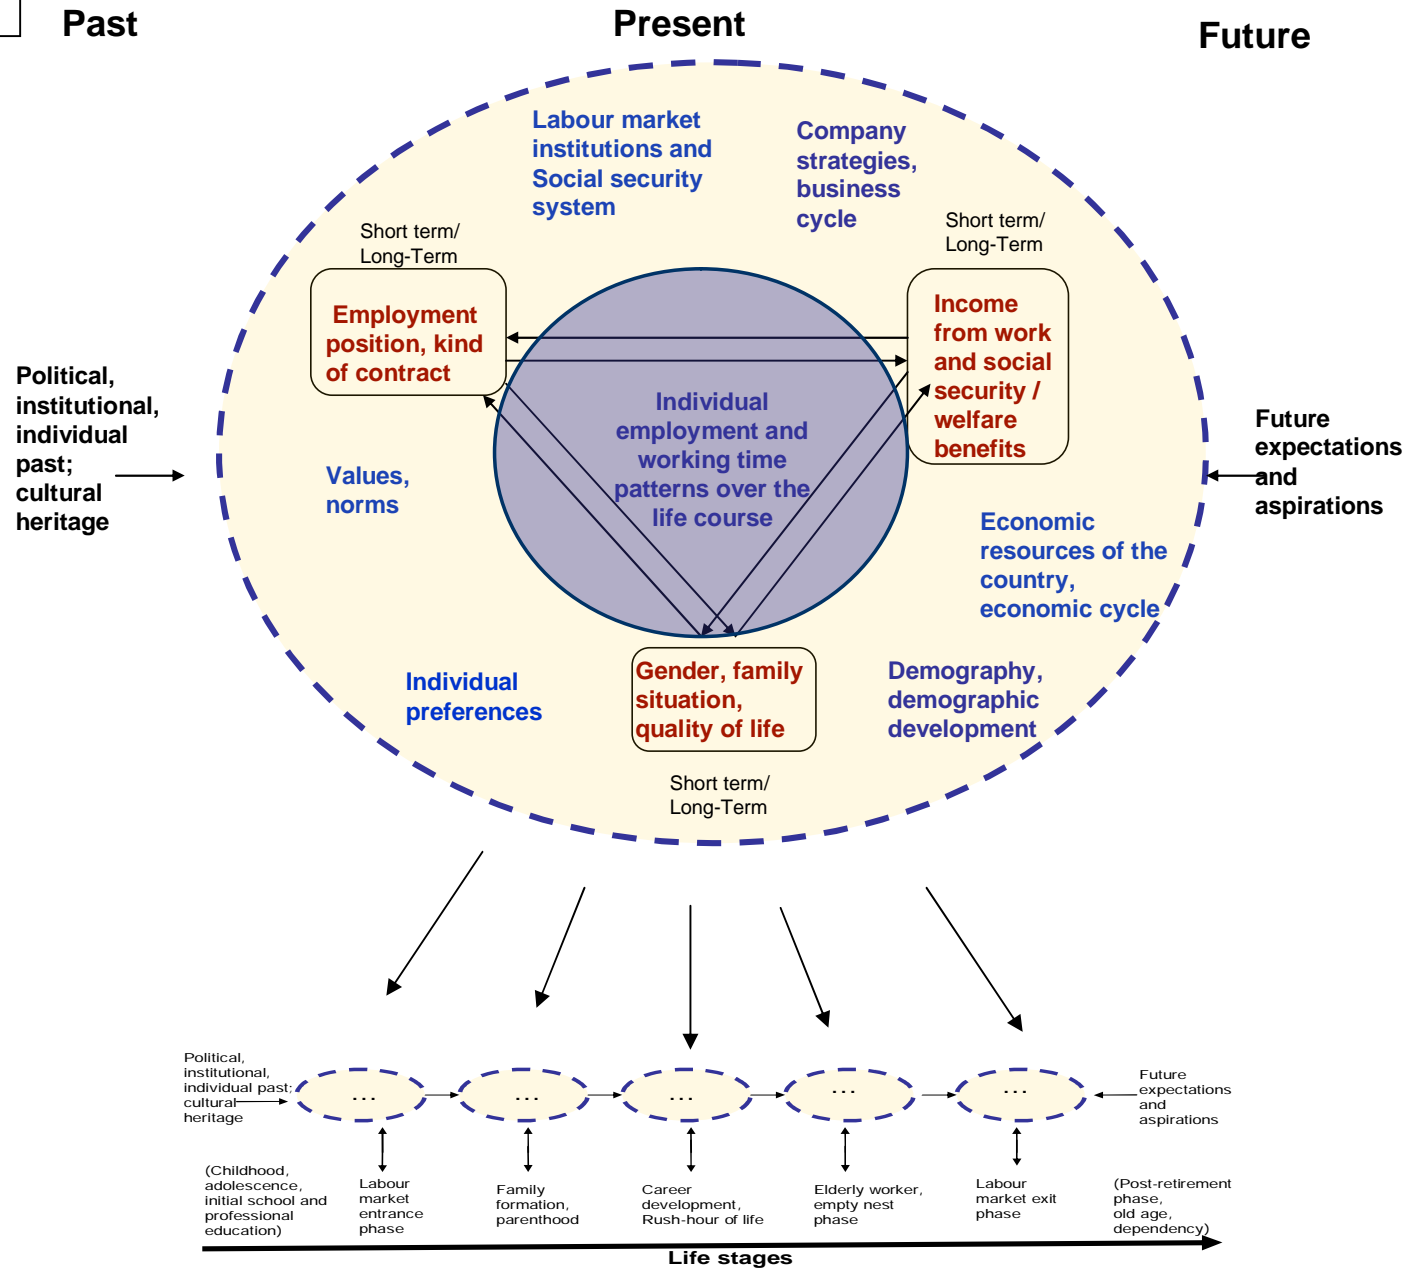 Past
Present
Future
Labour market
institutions and
Social security
system
Company
strategies,
business
cycle
Short term/
Long-Term
Short term/
Long-Term
Employment
position, kind
of contract
Income
from work
and social
security /
welfare
benefits
Political,
institutional,
individual
past;
cultural
heritage
Individual
employment and
working time
patterns over the
life course
Future
expectations
and
aspirations
Values,
norms
Economic
resources of the
country,
economic cycle
Individual
preferences
Gender, family
situation,
quality of life
Demography,
demographic
development
Short term/
Long-Term
Political,
institutional,
individual past;
cultural
heritage
...
...
...
...
...
Future
expectations
and
aspirations
(Childhood,
adolescence,
initial school and
professional
education)
Labour
market
entrance
phase
Family
formation,
parenthood
Career
development,
Rush-hour of life
Elderly worker,
empty nest
phase
Labour
market exit
phase
(Post-retirement
phase,
old age,
dependency)
Life stages